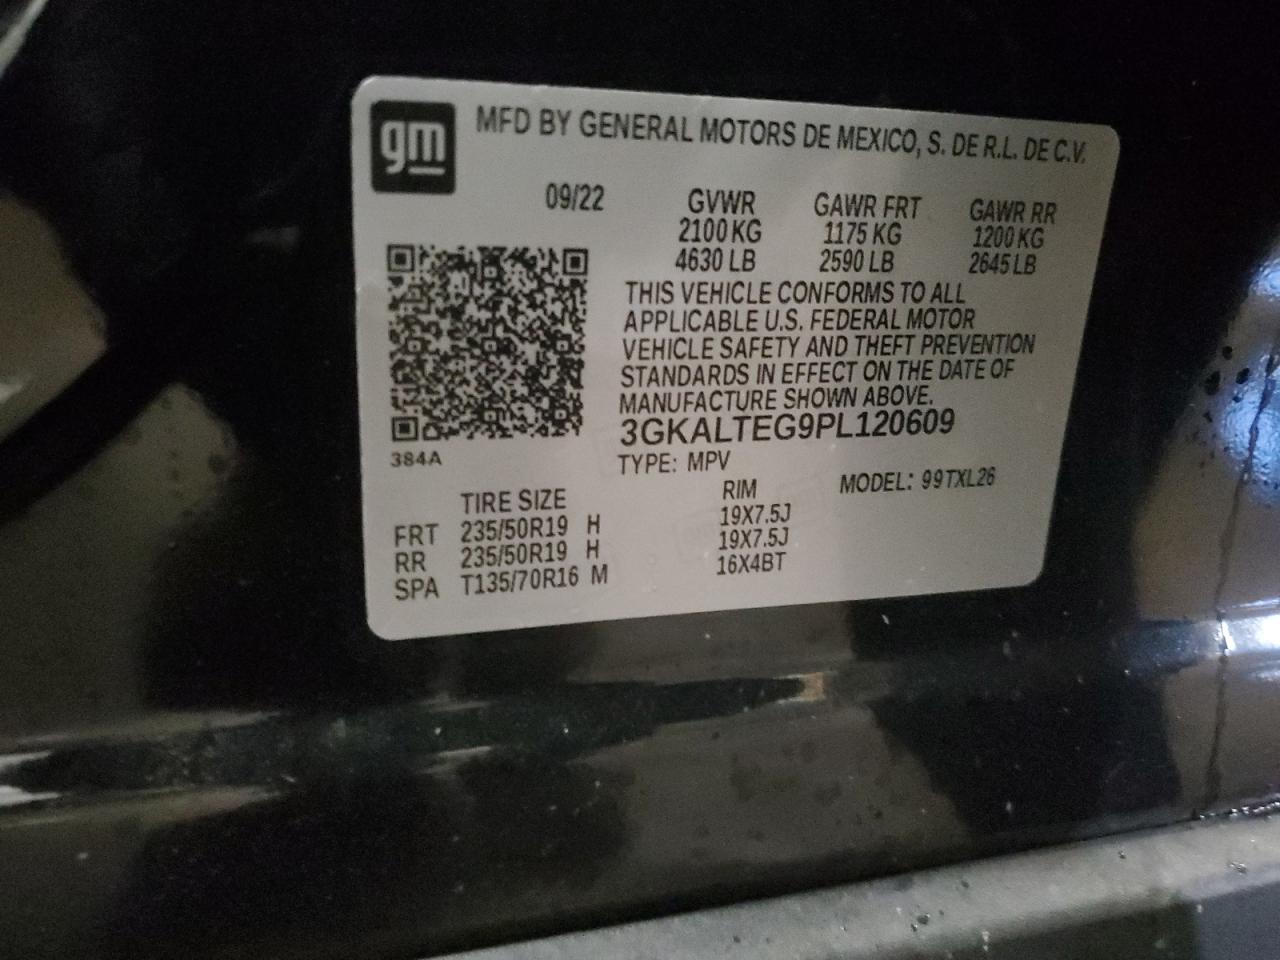 gm
MFD BY GENERAL MOTORS DE MEXICO, S. DE R.L. DE C.V.
09/22
GVWR GAWR FRT GAWR RR
2100 KG 1175 KG 1200 KG
4630 LB 2590 LB 2645 LB
THIS VEHICLE CONFORMS TO ALL
APPLICABLE U.S. FEDERAL MOTOR
VEHICLE SAFETY AND THEFT PREVENTION
STANDARDS IN EFFECT ON THE DATE OF
MANUFACTURE SHOWN ABOVE.
3GKALTEG9PL120609
384A
TYPE: MPV
MODEL: 99TXL26
TIRE SIZE RIM
FRT 235/50R19 H 19X7.5J
RR 235/50R19 H 19X7.5J
SPA T135/70R16 M 16X4BT